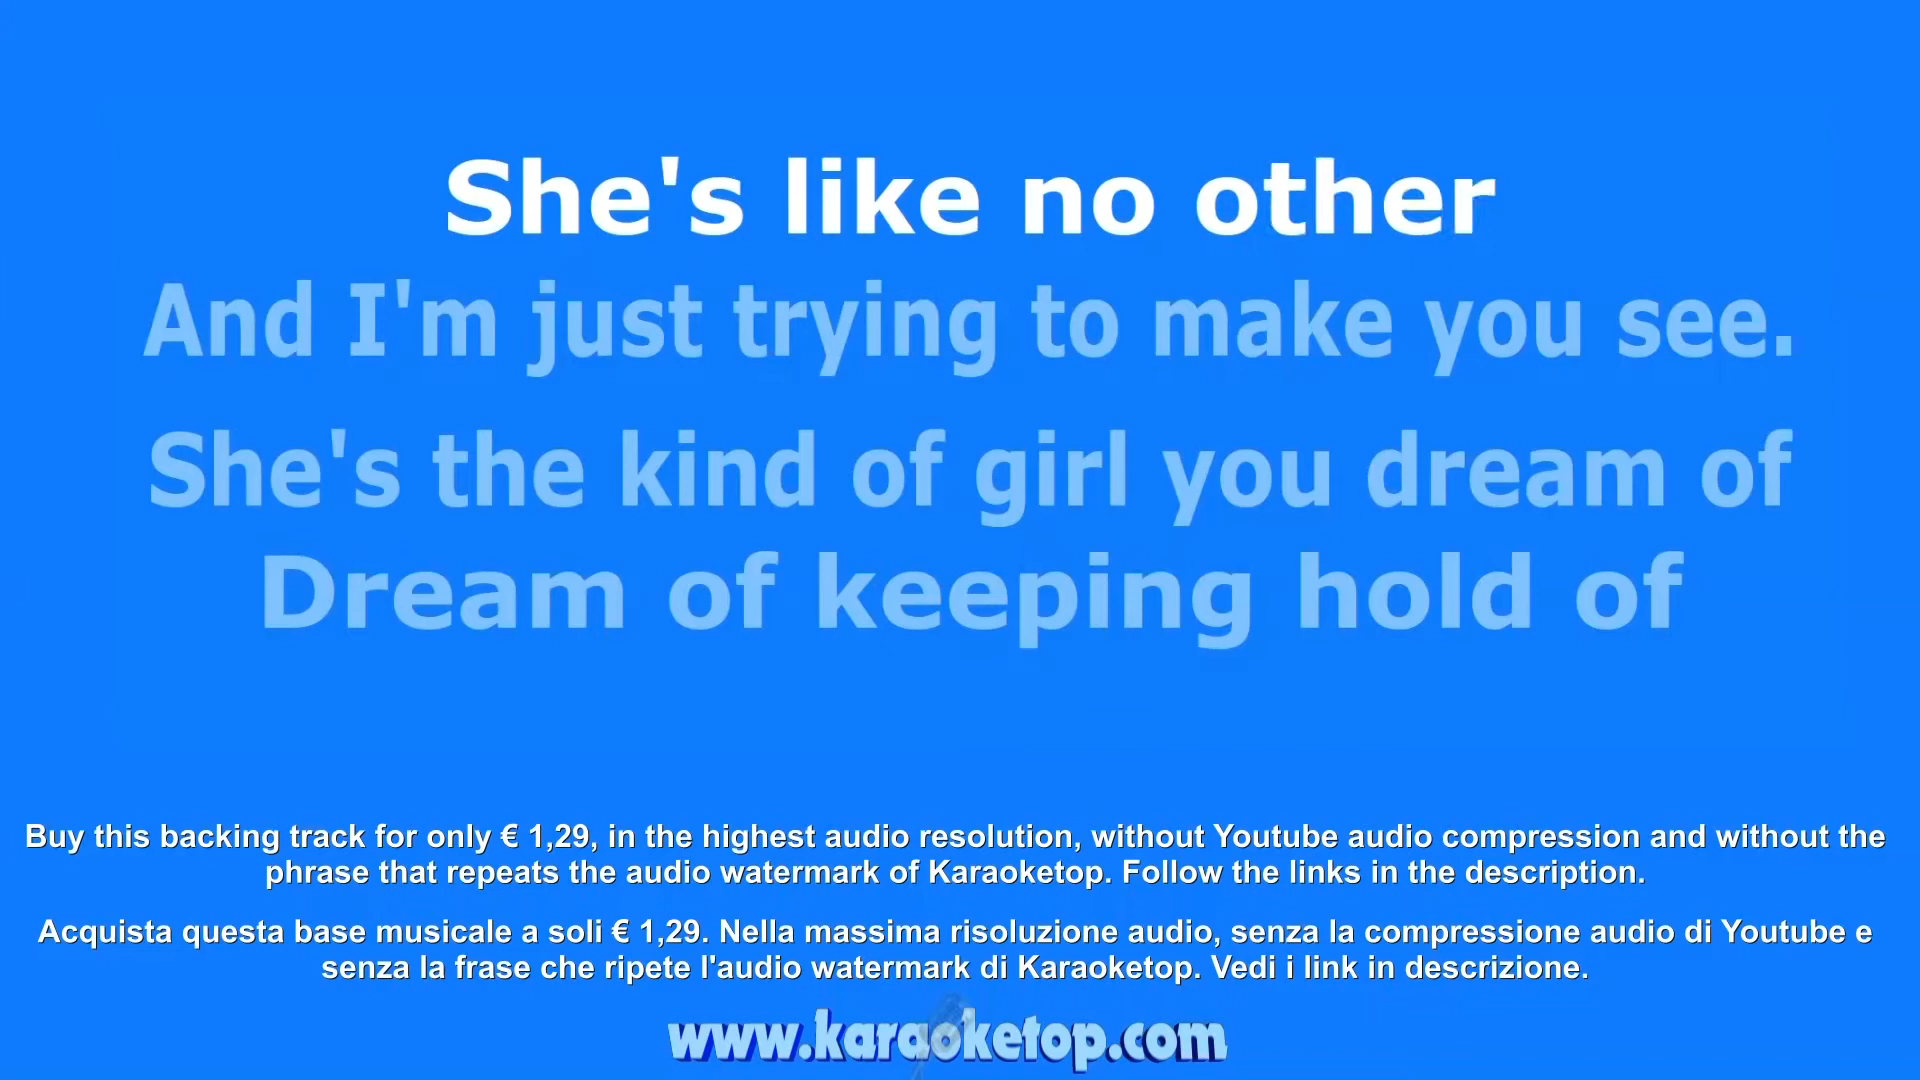 She's like no other
And I'm just trying to make you see.
She's the kind of girl you dream of
Dream of keeping hold of
Buy this backing track for only € 1,29, in the highest audio resolution, without Youtube audio compression and without the
phrase that repeats the audio watermark of Karaoketop. Follow the links in the description.
Acquista questa base musicale a soli € 1,29. Nella massima risoluzione audio, senza la compressione audio di Youtube e
senza la frase che ripete l'audio watermark di Karaoketop. Vedi i link in descrizione.
www.karaoketop.com